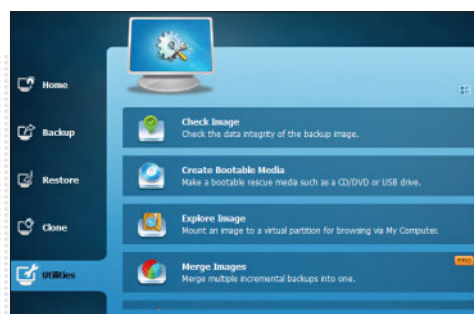 Home
Backup
Restore
Clone
Utilities
Check Image
Check the data integrity of the backup image.
Create Bootable Media
Make a bootable rescue media such as a CD/DVD or USB drive.
Explore Image
Mount an image to a virtual partition for browsing via My Computer.
Merge Images
PRO
Merge multiple incremental backups into one.